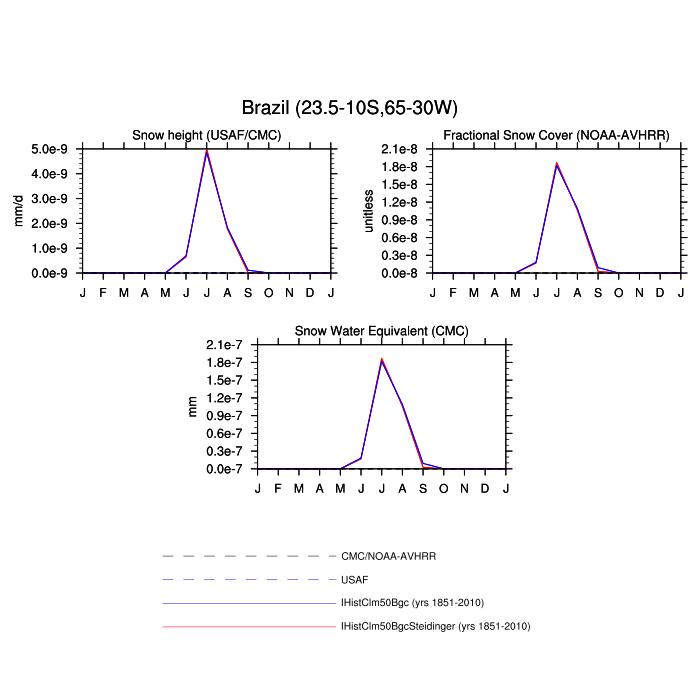 Brazil (23.5-10S,65-30W)
Snow height (USAF/CMC)
5.0e-9
4.0e-9
3.0e-9
2.0e-9
1.0e-9
0.0e-9
mm/d
J F M A M J J A S O N D J
Fractional Snow Cover (NOAA-AVHRR)
2.1e-8
1.8e-8
1.5e-8
1.2e-8
0.9e-8
0.6e-8
0.3e-8
0.0e-8
unitless
J F M A M J J A S O N D J
Snow Water Equivalent (CMC)
2.1e-7
1.8e-7
1.5e-7
1.2e-7
0.9e-7
0.6e-7
0.3e-7
0.0e-7
mm
J F M A M J J A S O N D J
CMC/NOAA-AVHRR
USAF
IHistClm50Bgc (yrs 1851-2010)
IHistClm50BgcSteidinger (yrs 1851-2010)